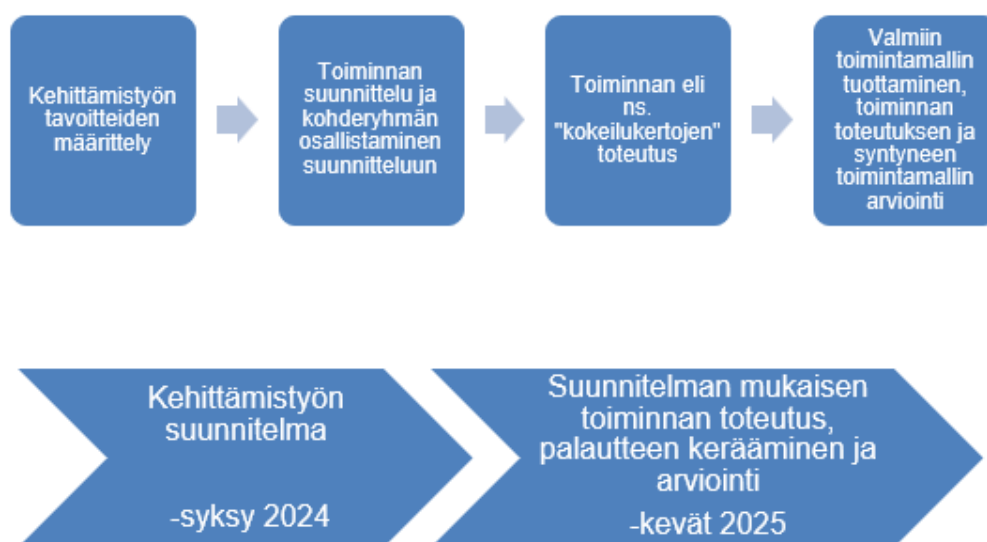 Kehittämistyön
tavoitteiden
määrittely
Toiminnan
suunnittelu ja
kohderyhmän
osallistaminen
suunnitteluun
Toiminnan eli
ns.
"kokeilukertojen"
toteutus
Valmiin
toimintamallin
tuottaminen,
toiminnan
toteutuksen ja
syntyneen
toimintamallin
arviointi
Kehittämistyön
suunnitelma
-syksy 2024
Suunnitelman mukaisen
toiminnan toteutus,
palautteen kerääminen ja
arviointi
-kevät 2025